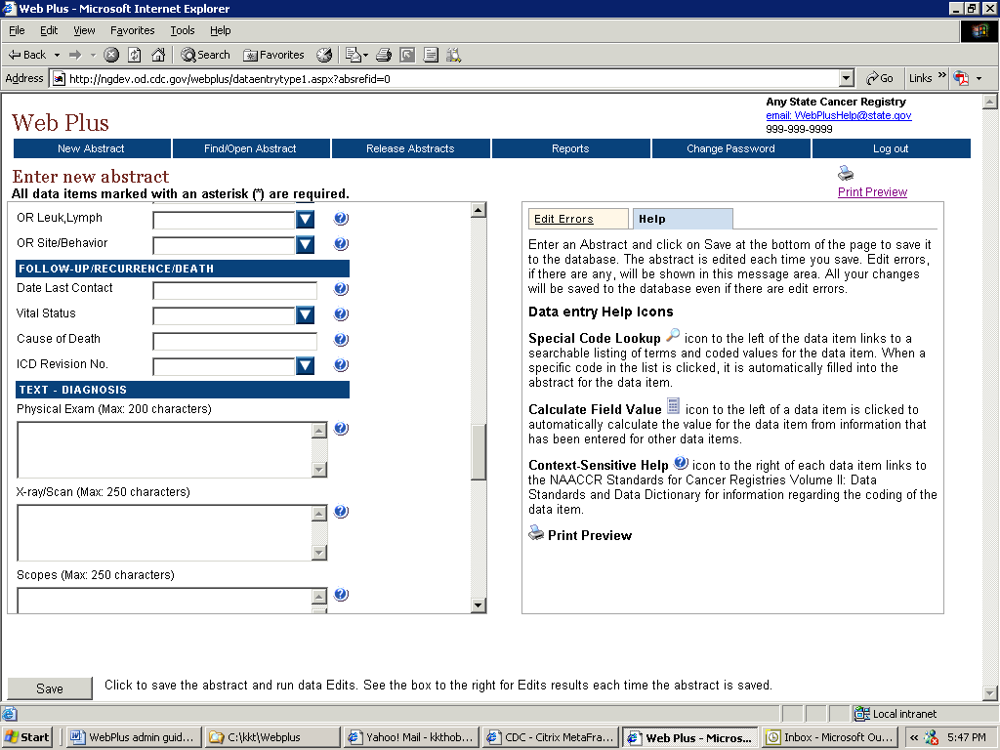 Web Plus - Microsoft Internet Explorer
File Edit View Favorites Tools Help
Back Search Favorites
Address http://ngdev.od.cdc.gov/webplus/dataentrytype1.aspx?absrefid=0 Go Links »
Any State Cancer Registry
email: WebPlusHelp@state.gov
999-999-9999
Web Plus
New Abstract Find/Open Abstract Release Abstracts Reports Change Password Log out
Enter new abstract
All data items marked with an asterisk (*) are required.
Print Preview
OR Leuk,Lymph
OR Site/Behavior
FOLLOW-UP/RECURRENCE/DEATH
Date Last Contact
Vital Status
Cause of Death
ICD Revision No.
TEXT - DIAGNOSIS
Physical Exam (Max: 200 characters)
X-ray/Scan (Max: 250 characters)
Scopes (Max: 250 characters)
Edit Errors Help
Enter an Abstract and click on Save at the bottom of the page to save it
to the database. The abstract is edited each time you save. Edit errors,
if there are any, will be shown in this message area. All your changes
will be saved to the database even if there are edit errors.
Data entry Help Icons
Special Code Lookup icon to the left of the data item links to a
searchable listing of terms and coded values for the data item. When a
specific code in the list is clicked, it is automatically filled into the
abstract for the data item.
Calculate Field Value icon to the left of a data item is clicked to
automatically calculate the value for the data item from information that
has been entered for other data items.
Context-Sensitive Help ? icon to the right of each data item links to
the NAACCR Standards for Cancer Registries Volume II: Data
Standards and Data Dictionary for information regarding the coding of the
data item.
Print Preview
Save Click to save the abstract and run data Edits. See the box to the right for Edits results each time the abstract is saved.
Local intranet
Start WebPlus admin guid... C:\kkt\Webplus Yahoo! Mail - kkthob... CDC - Citrix MetaFra... Web Plus - Micros... Inbox - Microsoft Ou... « 5:47 PM